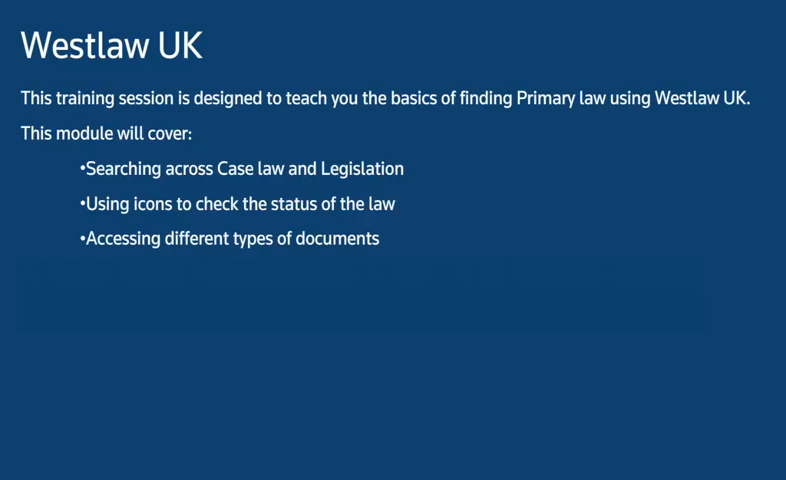 Westlaw UK
This training session is designed to teach you the basics of finding Primary law using Westlaw UK.
This module will cover:
•Searching across Case law and Legislation
•Using icons to check the status of the law
•Accessing different types of documents